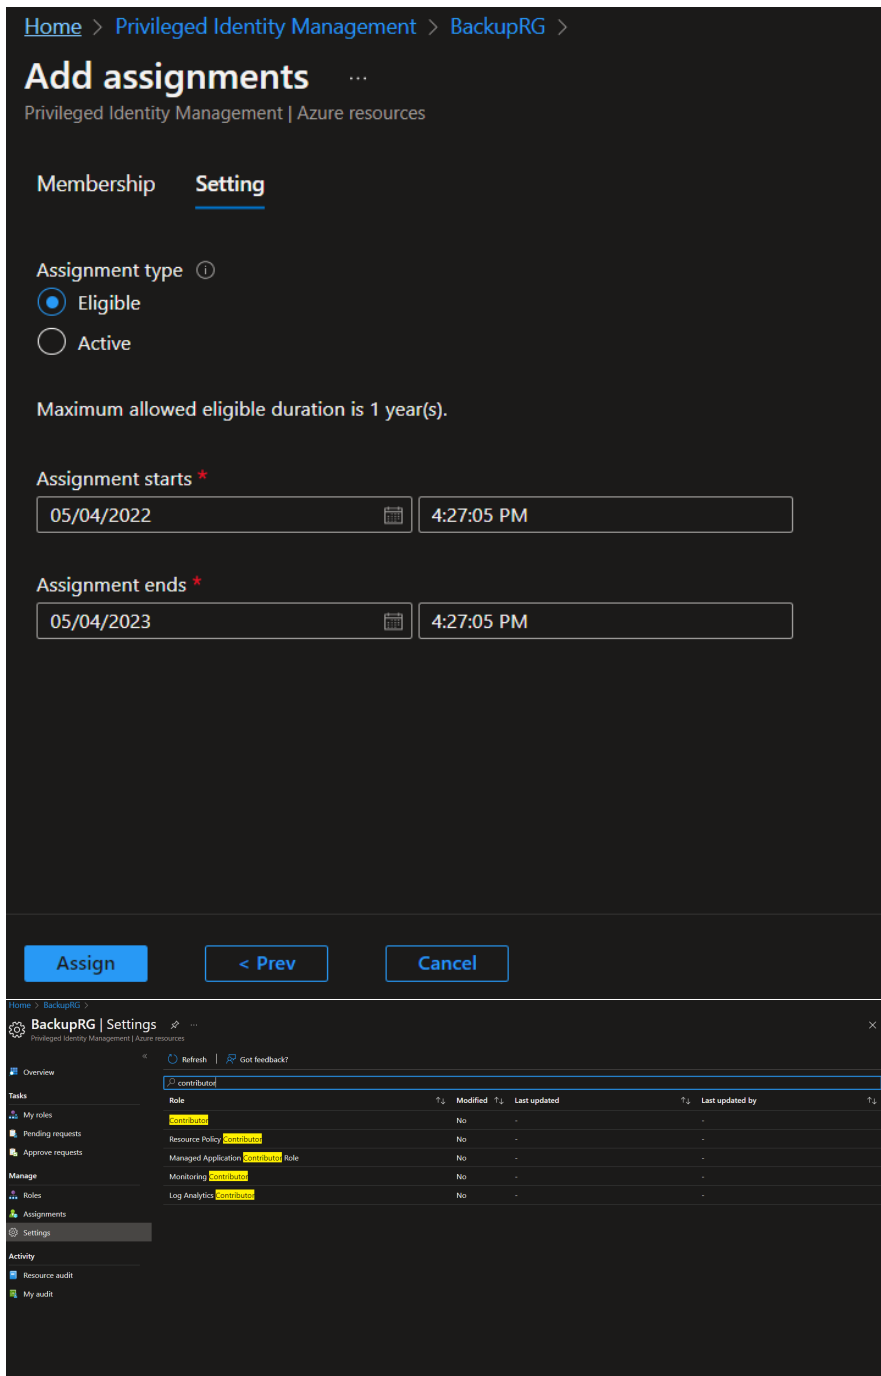 Home > Privileged Identity Management > BackupRG >
Add assignments ...
Privileged Identity Management | Azure resources
Membership Setting
Assignment type
Eligible
Active
Maximum allowed eligible duration is 1 year(s).
Assignment starts *
05/04/2022 4:27:05 PM
Assignment ends *
05/04/2023 4:27:05 PM
Assign < Prev Cancel
Home > BackupRG >
BackupRG | Settings ...
Privileged Identity Management | Azure resources
Refresh | Got feedback?
Overview
contributor
Tasks
Role Modified Last updated Last updated by
My roles
Contributor No - -
Pending requests
Resource Policy Contributor No - -
Approve requests
Managed Application Contributor Role No - -
Manage
Monitoring Contributor No - -
Roles
Log Analytics Contributor No - -
Assignments
Settings
Activity
Resource audit
My audit